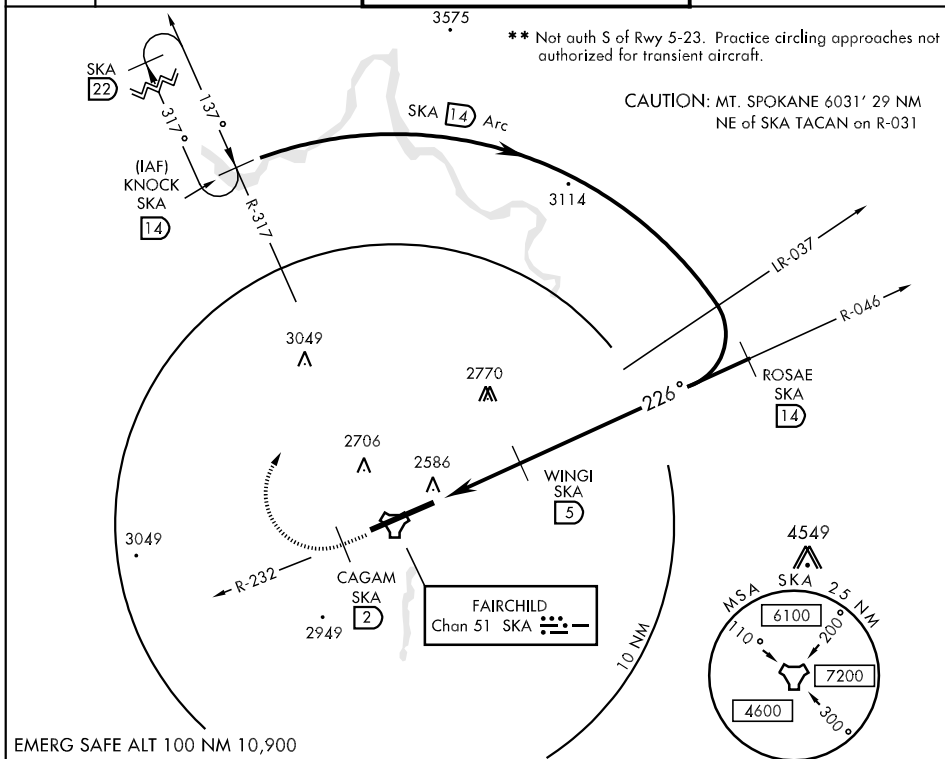 3575
** Not auth S of Rwy 5-23. Practice circling approaches not
authorized for transient aircraft.
CAUTION: MT. SPOKANE 6031' 29 NM
NE of SKA TACAN on R-031
SKA
22
317°
137°
SKA 14 Arc
(IAF)
KNOCK
SKA
14
R-317
3114
LR-037
R-046
3049
2770
226°
ROSAE
SKA
14
2706
2586
WINGI
SKA
5
3049
R-232
CAGAM
SKA
2
2949
FAIRCHILD
Chan 51 SKA
10 NM
4549
MSA SKA 25 NM
6100
110°
200°
7200
4600
300°
EMERG SAFE ALT 100 NM 10,900